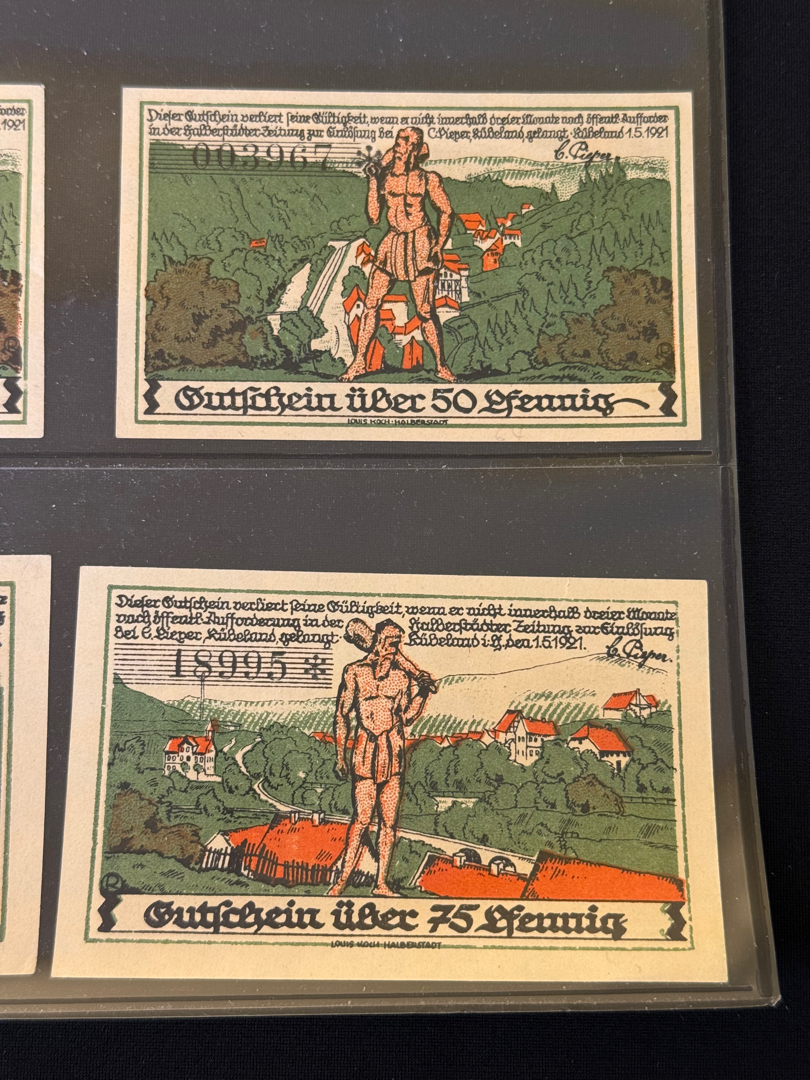 1921
Dieser Gutschein verliert seine Gültigkeit, wenn er nicht innerhalb dreier Monate nach öffentl. Aufforder
in der Halberstädter Zeitung zur Einlösung bei C. Pieper, Rübeland, gelangt. Rübeland 1.5.1921
003967 *
C. Pieper.
Gutschein über 50 Pfennig
LOUIS KOCH · HALBERSTADT
Dieser Gutschein verliert seine Gültigkeit, wenn er nicht innerhalb dreier Monate
nach öffentl. Aufforderung in der Halberstädter Zeitung zur Einlösung
bei C. Pieper, Rübeland, gelangt. Rübeland i. H., den 1.5.1921.
C. Pieper.
18995 *
Gutschein über 75 Pfennig
LOUIS KOCH HALBERSTADT